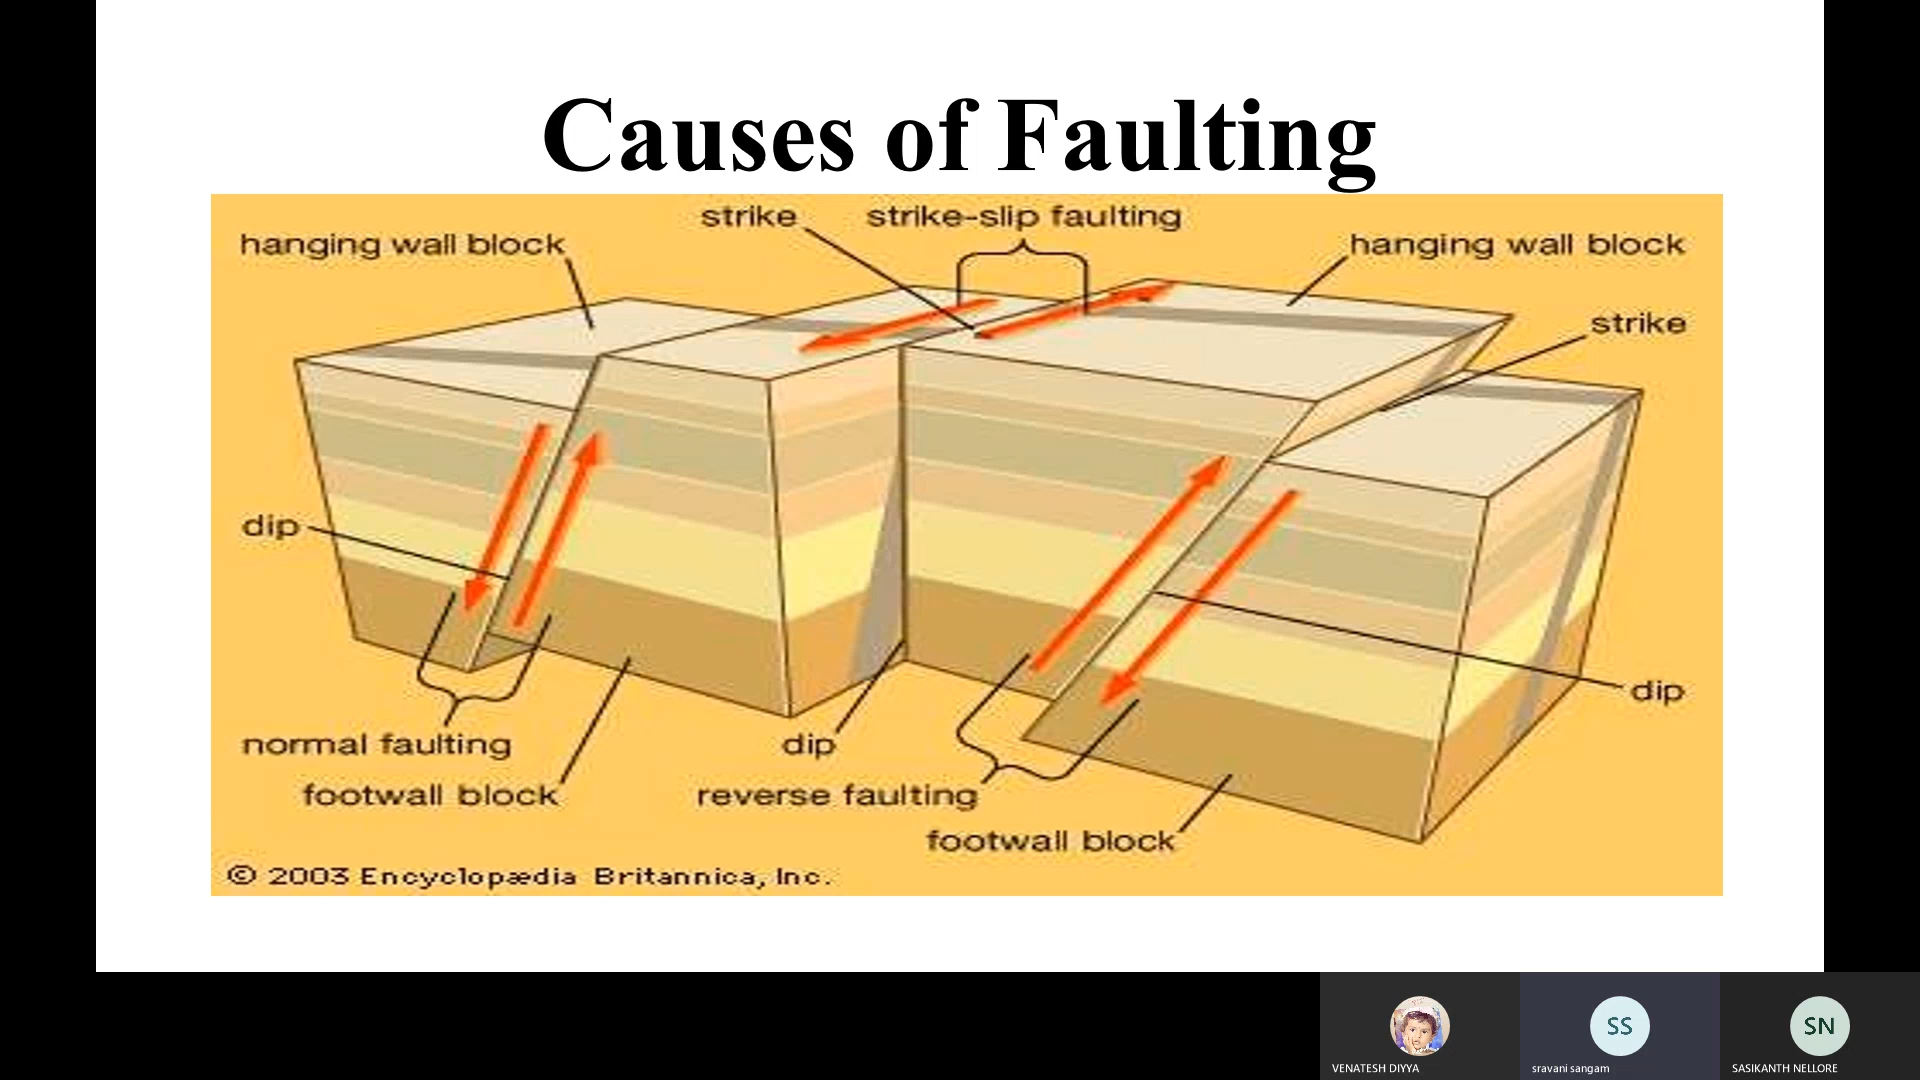 Causes of Faulting
strike
strike-slip faulting
hanging wall block
hanging wall block
strike
dip
dip
normal faulting
dip
footwall block
reverse faulting
footwall block
© 2003 Encyclopædia Britannica, Inc.
SS
SN
VENATESH DIYYA
sravani sangam
SASIKANTH NELLORE